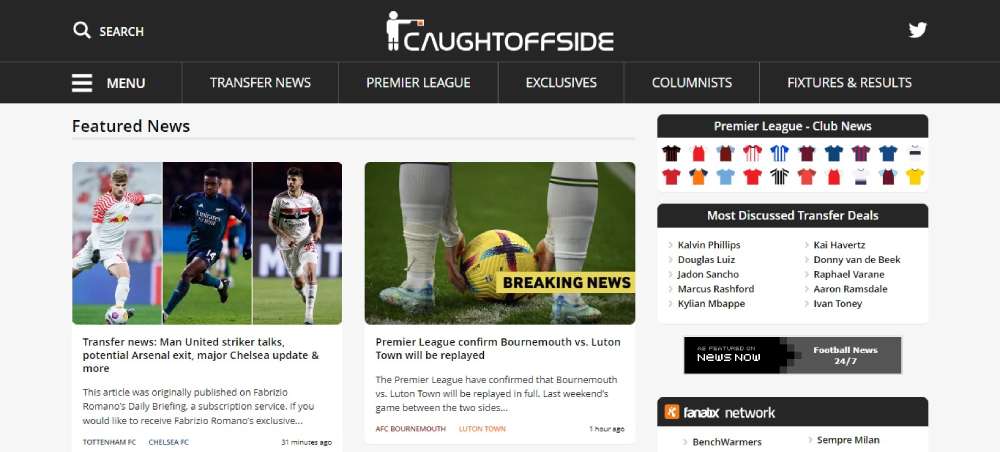 SEARCH
CAUGHTOFFSIDE
MENU
TRANSFER NEWS
PREMIER LEAGUE
EXCLUSIVES
COLUMNISTS
FIXTURES & RESULTS
Featured News
BREAKING NEWS
Transfer news: Man United striker talks,
potential Arsenal exit, major Chelsea update &
more
This article was originally published on Fabrizio
Romano's Daily Briefing, a subscription service. If you
would like to receive Fabrizio Romano's exclusive...
TOTTENHAM FC CHELSEA FC 31 minutes ago
Premier League confirm Bournemouth vs. Luton
Town will be replayed
The Premier League have confirmed that Bournemouth
vs. Luton Town will be replayed in full. Last weekend's
game between the two sides...
AFC BOURNEMOUTH LUTON TOWN 1 hour ago
Premier League - Club News
Most Discussed Transfer Deals
Kalvin Phillips
Douglas Luiz
Jadon Sancho
Marcus Rashford
Kylian Mbappe
Kai Havertz
Donny van de Beek
Raphael Varane
Aaron Ramsdale
Ivan Toney
AS FEATURED ON
NEWS NOW
Football News
24/7
fanatix network
BenchWarmers
Sempre Milan